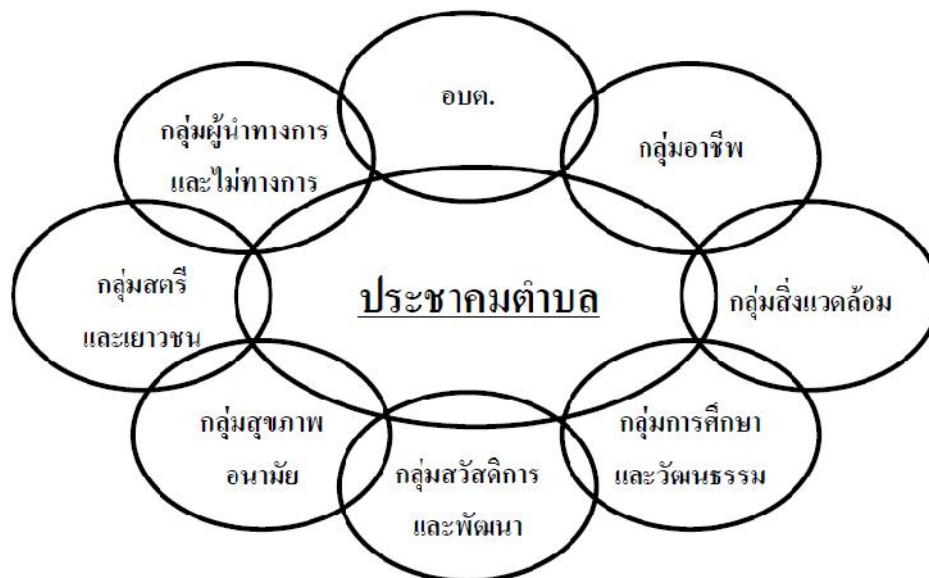 อบต.
กลุ่มผู้นำทางการ
และไม่ทางการ
กลุ่มอาชีพ
กลุ่มสตรี
และเยาวชน
ประชาคมตำบล
กลุ่มสิ่งแวดล้อม
กลุ่มสุขภาพ
อนามัย
กลุ่มสวัสดิการ
และพัฒนา
กลุ่มการศึกษา
และวัฒนธรรม